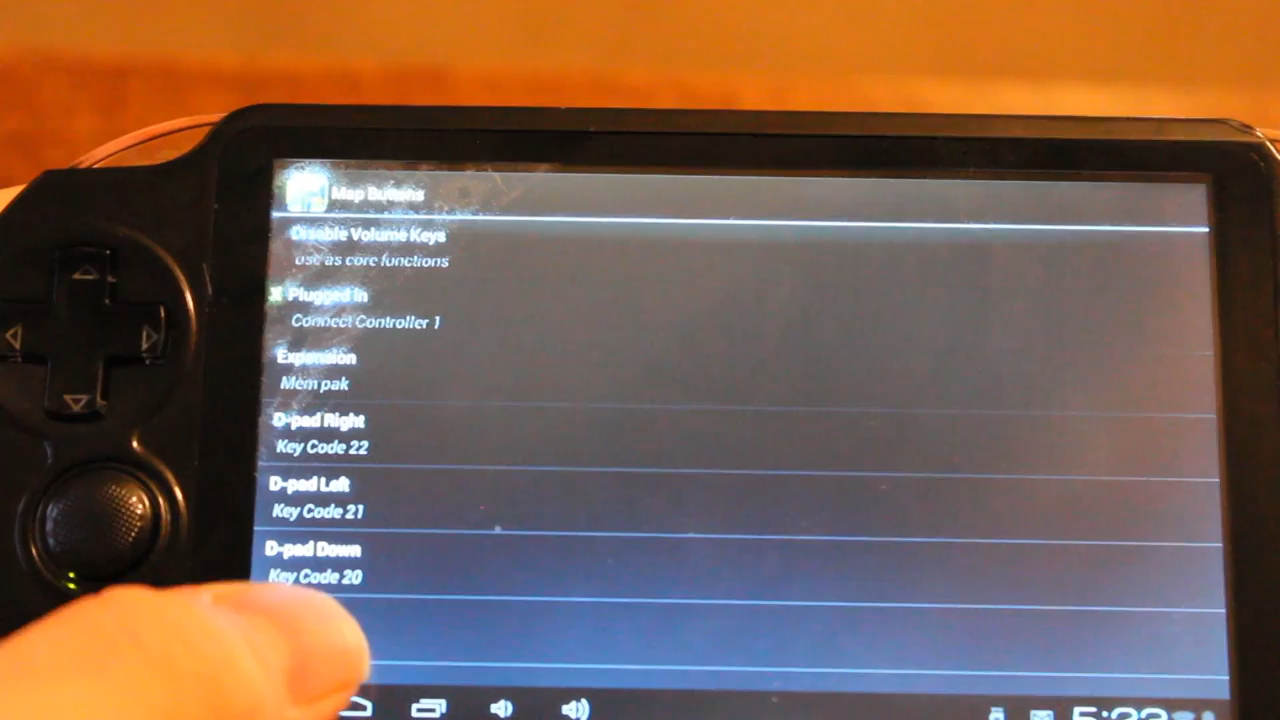 Map Buttons
Disable Volume Keys
use as core functions
Plugged in
Connect Controller 1
Expansion
Mem pak
D-pad Right
Key Code 22
D-pad Left
Key Code 21
D-pad Down
Key Code 20